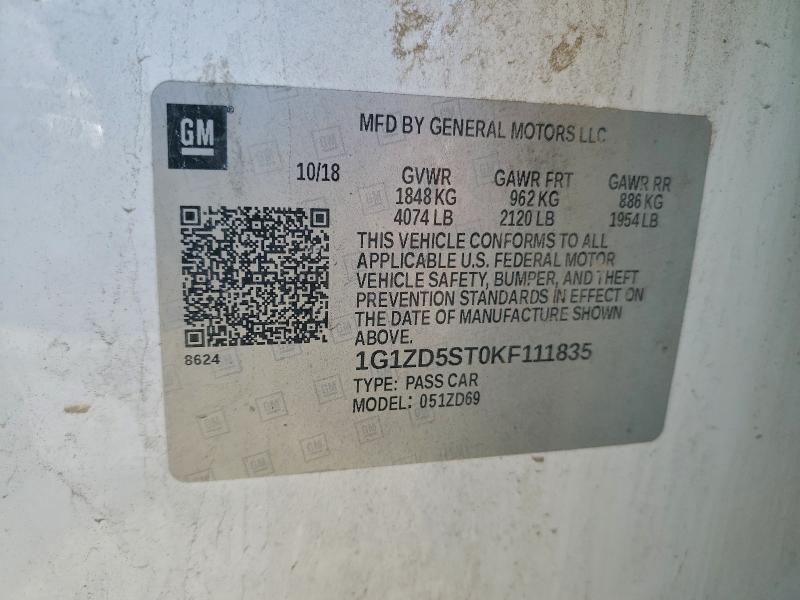 GM
MFD BY GENERAL MOTORS LLC
10/18 GVWR GAWR FRT GAWR RR
1848 KG 962 KG 886 KG
4074 LB 2120 LB 1954 LB
THIS VEHICLE CONFORMS TO ALL
APPLICABLE U.S. FEDERAL MOTOR
VEHICLE SAFETY, BUMPER, AND THEFT
PREVENTION STANDARDS IN EFFECT ON
THE DATE OF MANUFACTURE SHOWN
ABOVE.
8624
1G1ZD5ST0KF111835
TYPE: PASS CAR
MODEL: 051ZD69